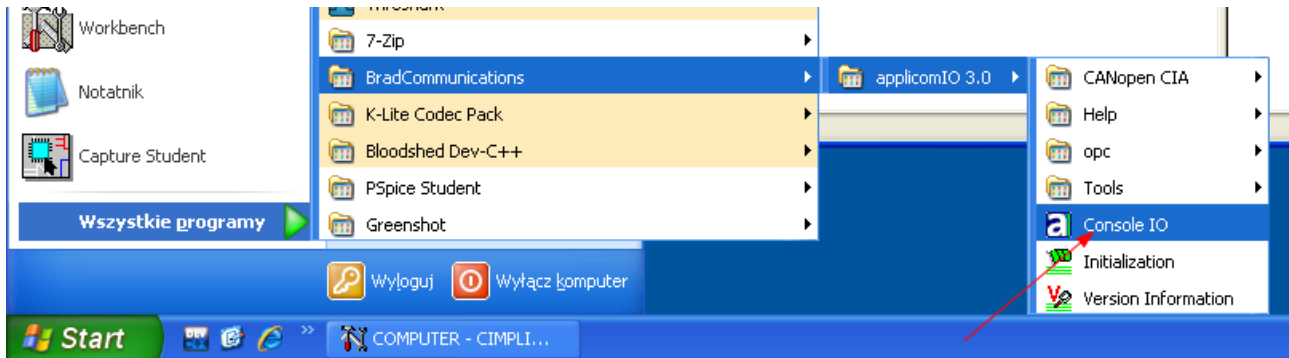 Workbench
Notatnik
Capture Student
Wszystkie programy
7-Zip
BradCommunications
K-Lite Codec Pack
Bloodshed Dev-C++
PSpice Student
Greenshot
applicomIO 3.0
CANopen CIA
Help
opc
Tools
Console IO
Initialization
Version Information
Wyloguj
Wyłącz komputer
Start
COMPUTER - CIMPLI...